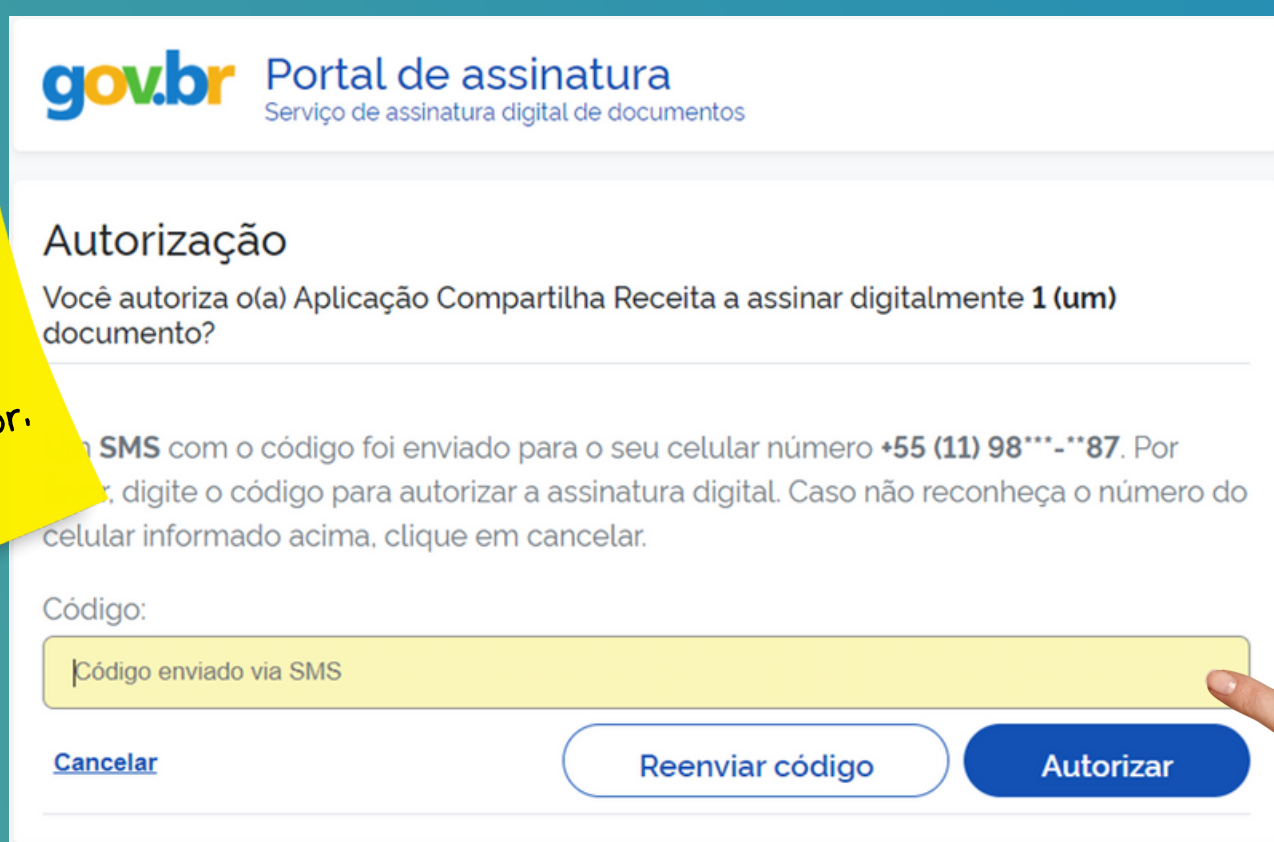 gov.br Portal de assinatura
Serviço de assinatura digital de documentos
Autorização
Você autoriza o(a) Aplicação Compartilha Receita a assinar digitalmente 1 (um)
documento?
SMS com o código foi enviado para o seu celular número +55 (11) 98***-**87. Por
digite o código para autorizar a assinatura digital. Caso não reconheça o número do
celular informado acima, clique em cancelar.
Código:
Código enviado via SMS
Cancelar
Reenviar código
Autorizar